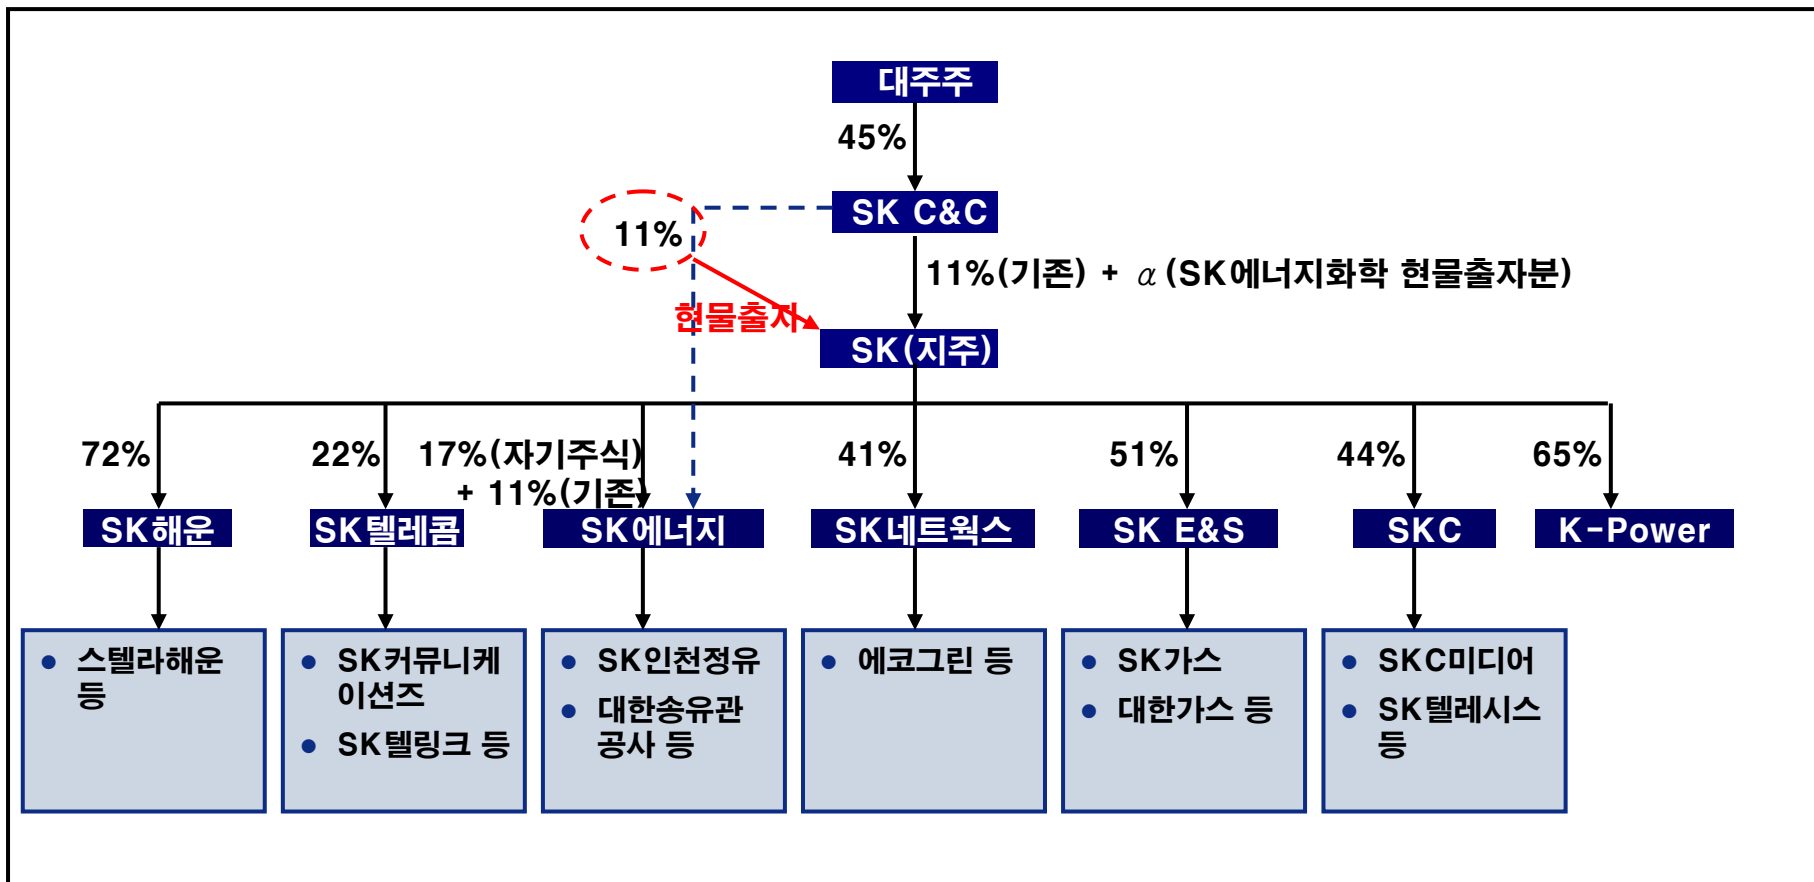 대주주
45%
SK C&C
11%
11%(기존) + α(SK에너지화학 현물출자분)
현물출자
SK(지주)
72%
22%
17%(자기주식)
+ 11%(기존)
41%
51%
44%
65%
SK해운
SK텔레콤
SK에너지
SK네트웍스
SK E&S
SKC
K-Power
• 스텔라해운
등
• SK커뮤니케
이션즈
• SK텔링크 등
• SK인천정유
• 대한송유관
공사 등
• 에코그린 등
• SK가스
• 대한가스 등
• SKC미디어
• SK텔레시스
등